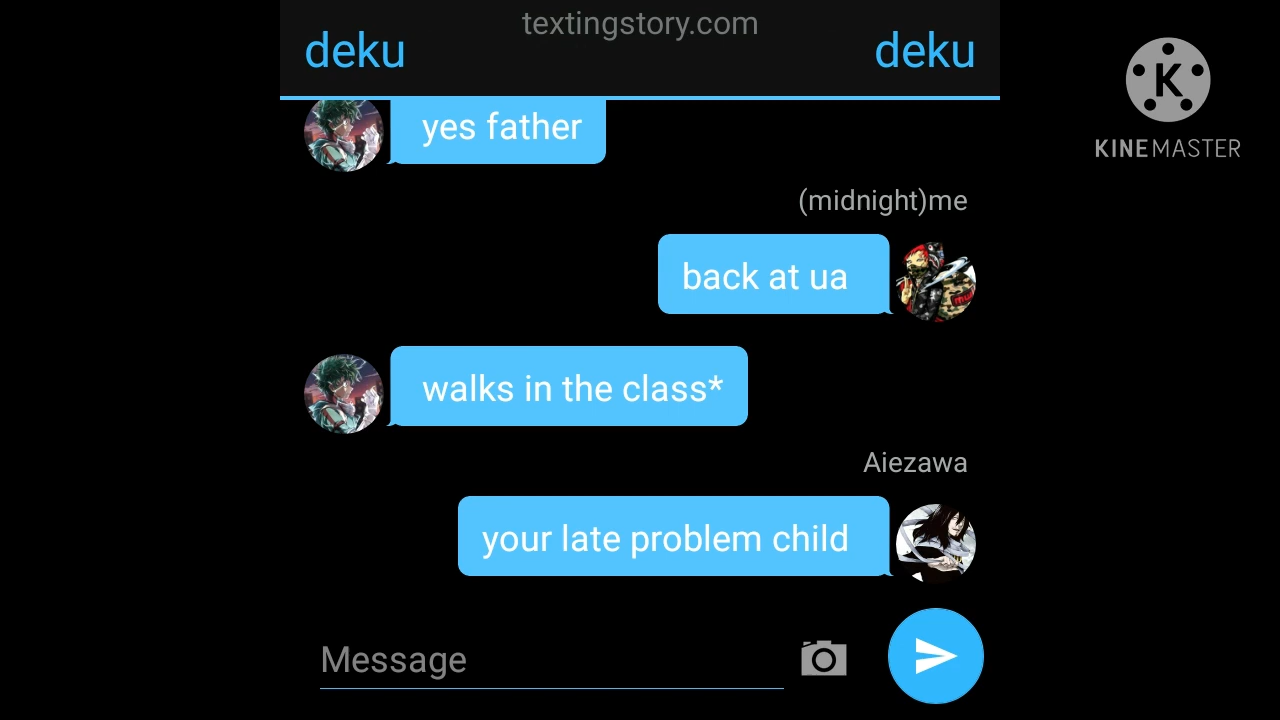 textingstory.com
deku
deku
yes father
(midnight)me
back at ua
walks in the class*
Aiezawa
your late problem child
Message
K
KINEMASTER